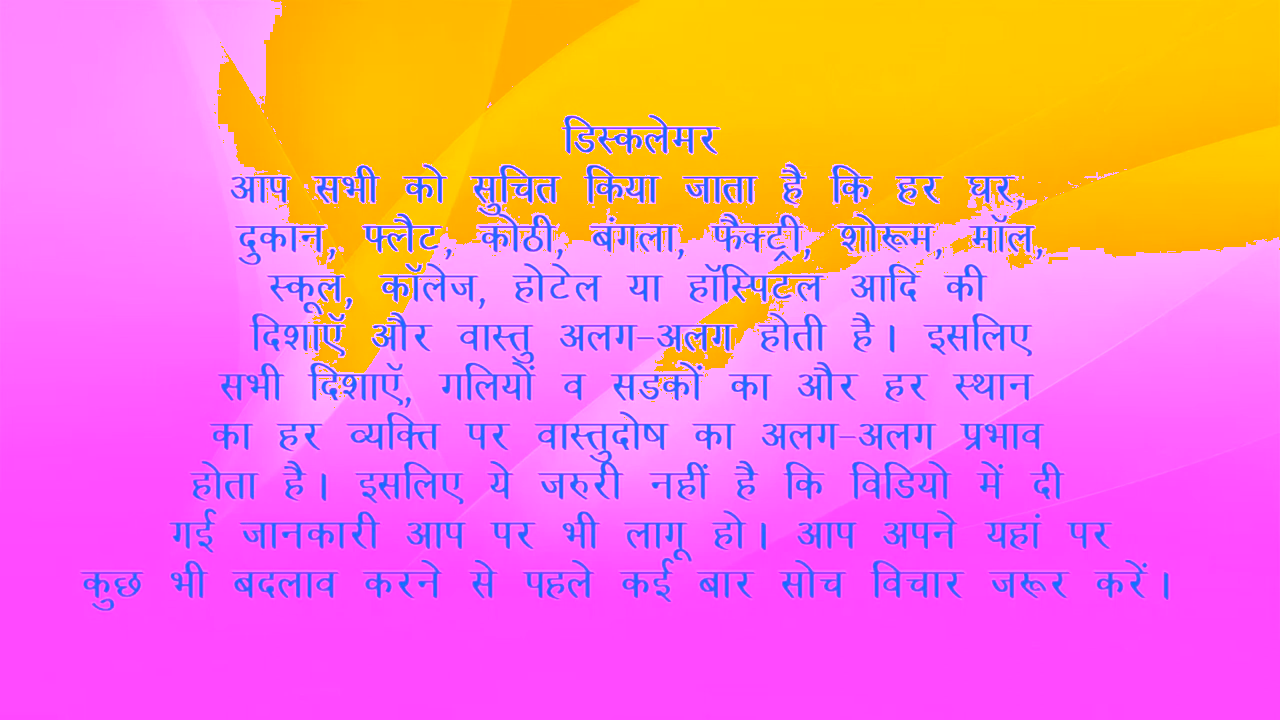 डिस्कलेमर
आप सभी को सुचित किया जाता है कि हर घर,
दुकान, फ्लैट, कोठी, बंगला, फैक्ट्री, शोरूम, मॉल,
स्कूल, कॉलेज, होटेल या हॉस्पिटल आदि की
दिशाऍ और वास्तु अलग-अलग होती है। इसलिए
सभी दिशाऍ, गलियों व सडकों का और हर स्थान
का हर व्यक्ति पर वास्तुदोष का अलग-अलग प्रभाव
होता है। इसलिए ये जरुरी नहीं है कि विडियो में दी
गई जानकारी आप पर भी लागू हो। आप अपने यहां पर
कुछ भी बदलाव करने से पहले कई बार सोच विचार जरूर करें।